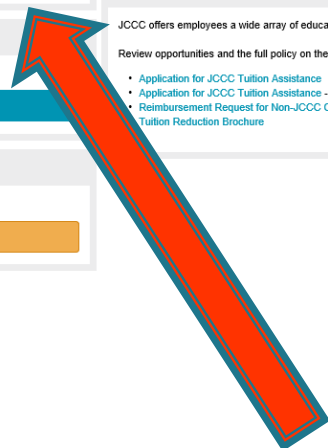 JCCC offers employees a wide array of educa
Review opportunities and the full policy on the
• Application for JCCC Tuition Assistance
• Application for JCCC Tuition Assistance -
Reimbursement Request for Non-JCCC C
Tuition Reduction Brochure